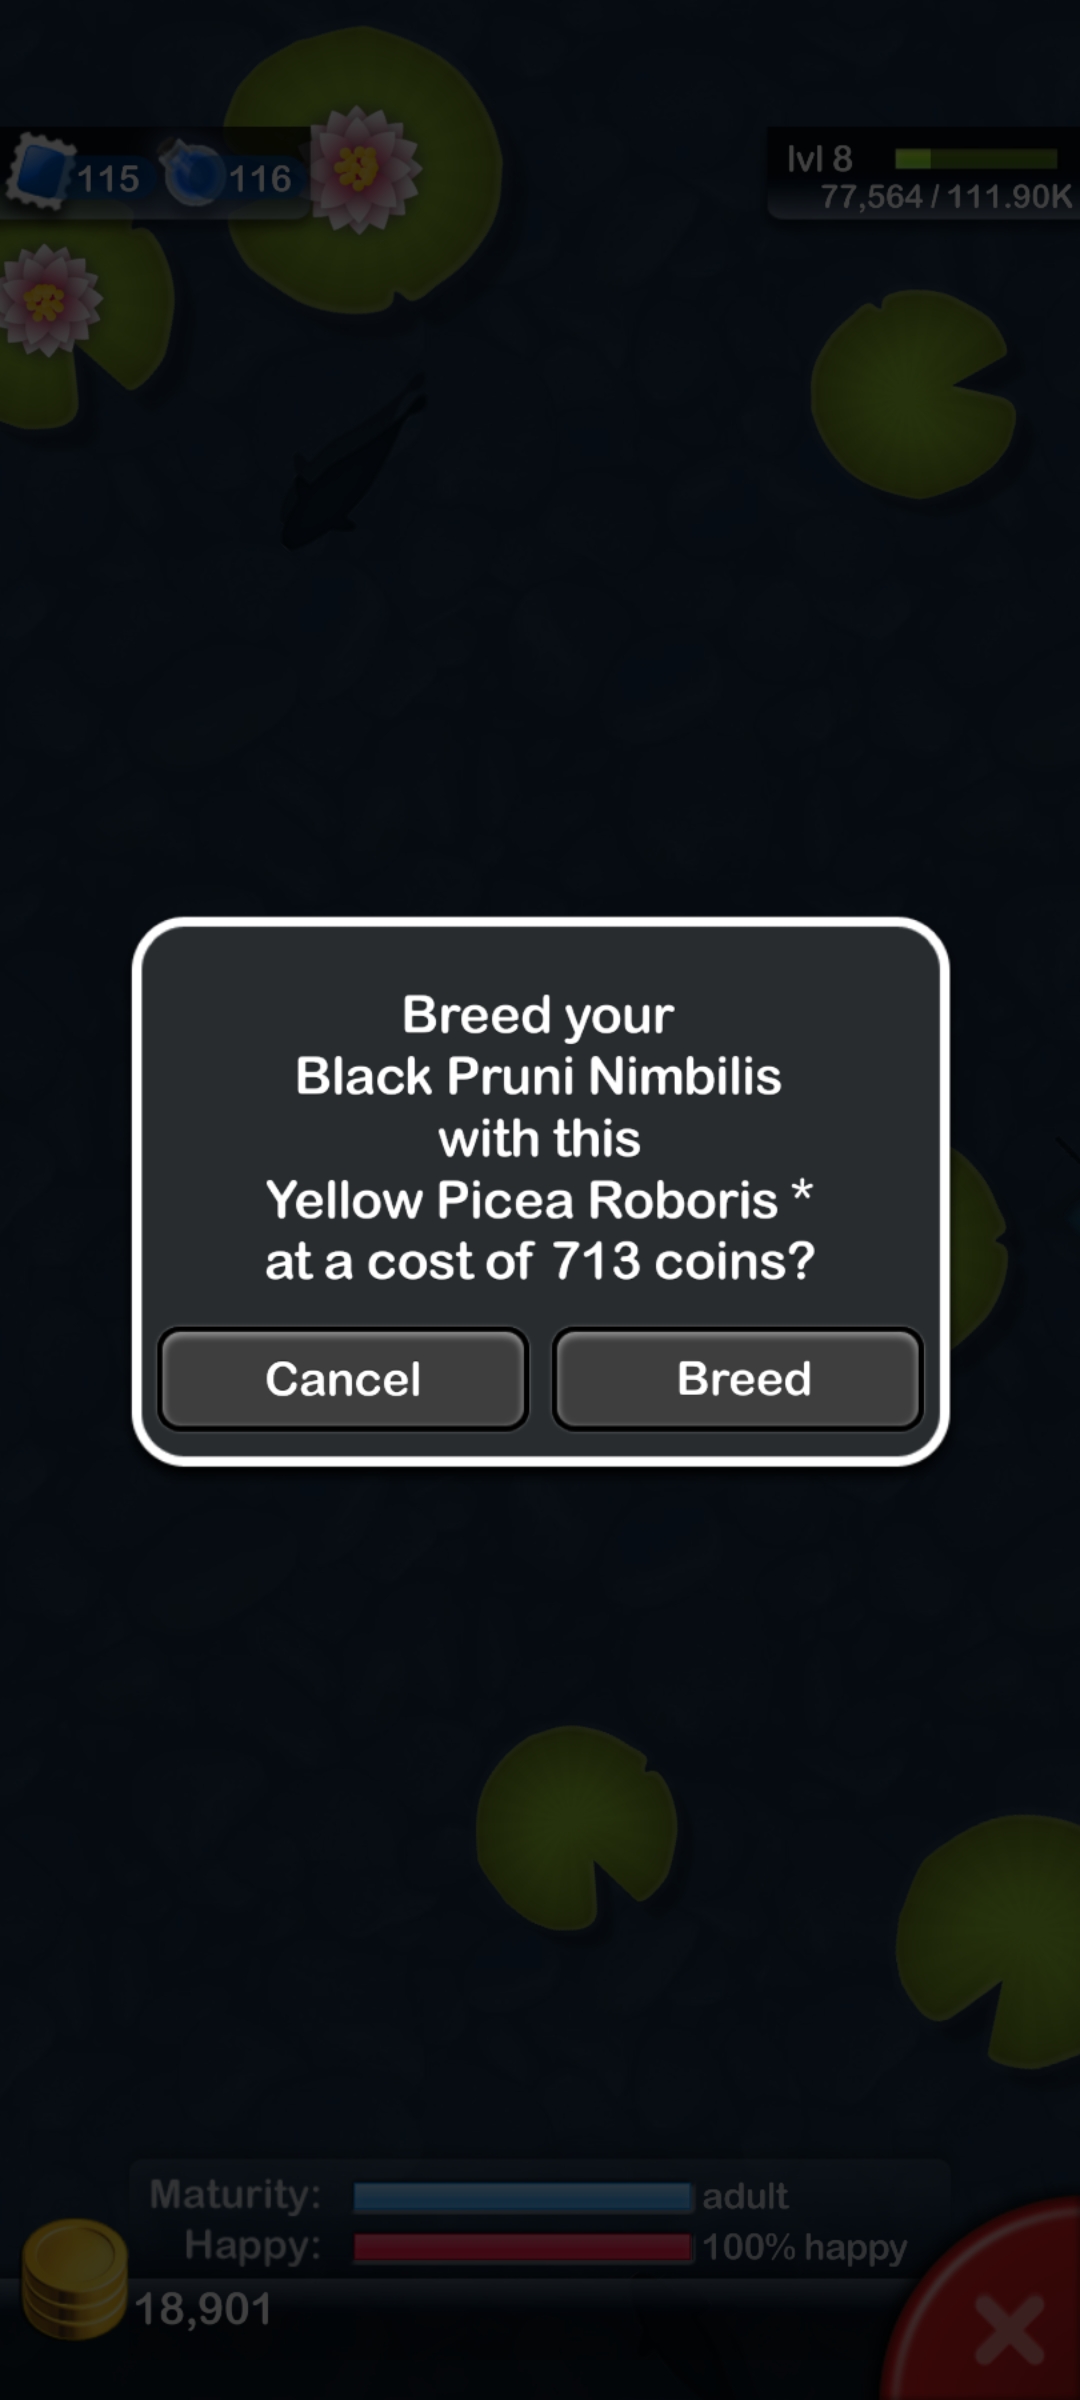 115 116
lvl 8
77,564 / 111.90K
Breed your
Black Pruni Nimbilis
with this
Yellow Picea Roboris *
at a cost of 713 coins?
Cancel Breed
Maturity: adult
Happy: 100% happy
18,901